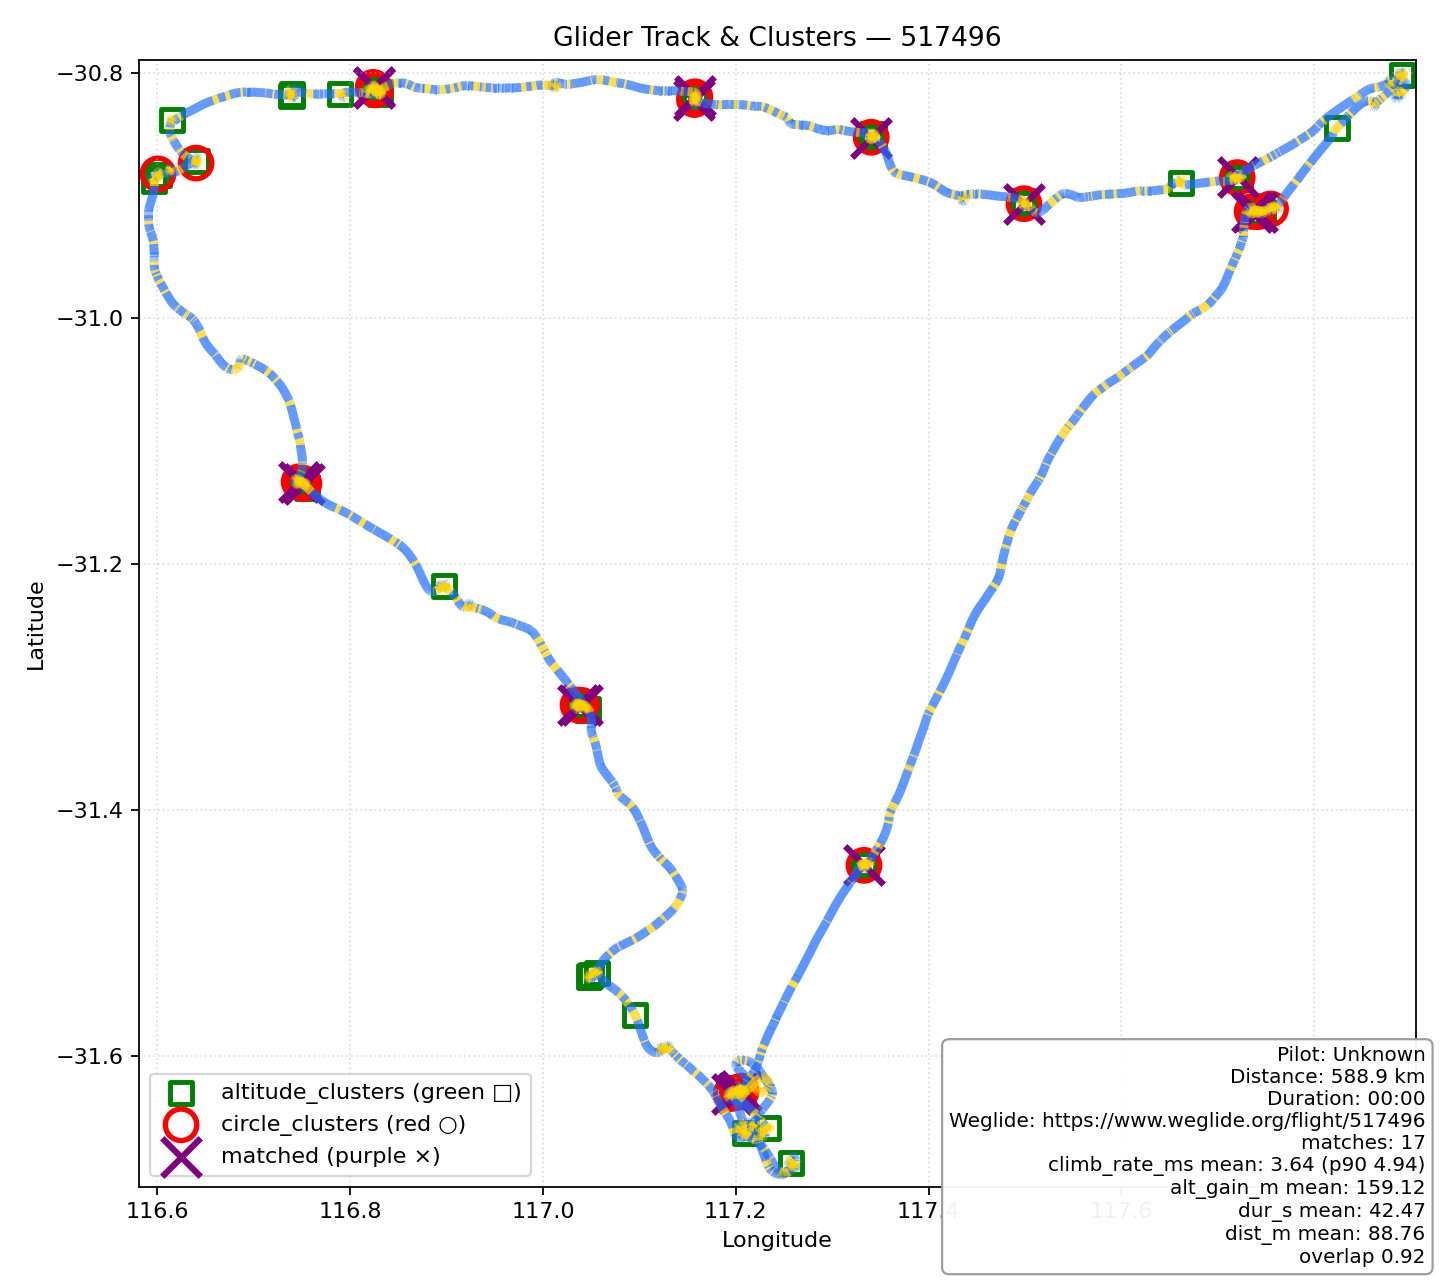 Glider Track & Clusters — 517496
−30.8
−31.0
−31.2
−31.4
−31.6
Latitude
altitude_clusters (green □)
circle_clusters (red ○)
matched (purple ×)
116.6 116.8 117.0 117.2 117.4 117.6
Longitude
Pilot: Unknown
Distance: 588.9 km
Duration: 00:00
Weglide: https://www.weglide.org/flight/517496
matches: 17
climb_rate_ms mean: 3.64 (p90 4.94)
alt_gain_m mean: 159.12
dur_s mean: 42.47
dist_m mean: 88.76
overlap 0.92